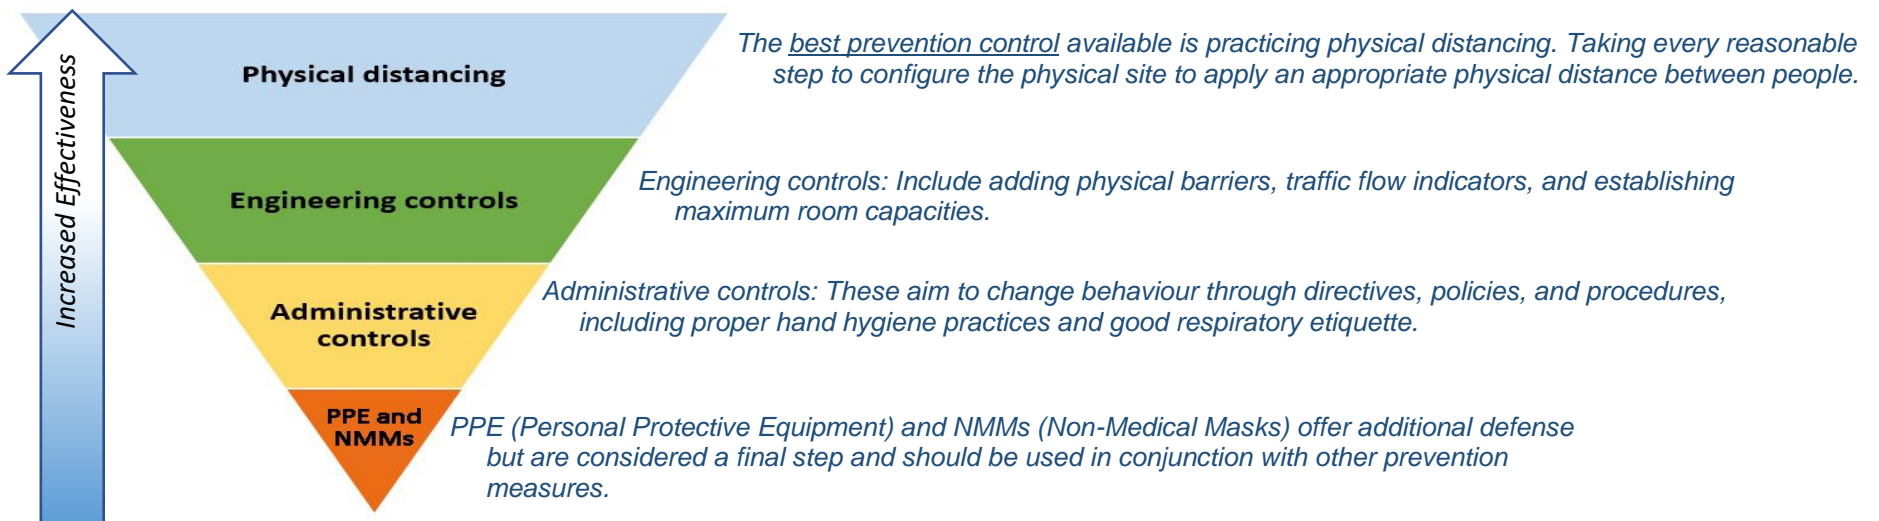 Increased Effectiveness
Physical distancing
The best prevention control available is practicing physical distancing. Taking every reasonable
step to configure the physical site to apply an appropriate physical distance between people.
Engineering controls
Engineering controls: Include adding physical barriers, traffic flow indicators, and establishing
maximum room capacities.
Administrative
controls
Administrative controls: These aim to change behaviour through directives, policies, and procedures,
including proper hand hygiene practices and good respiratory etiquette.
PPE and
NMMs
PPE (Personal Protective Equipment) and NMMs (Non-Medical Masks) offer additional defense
but are considered a final step and should be used in conjunction with other prevention
measures.